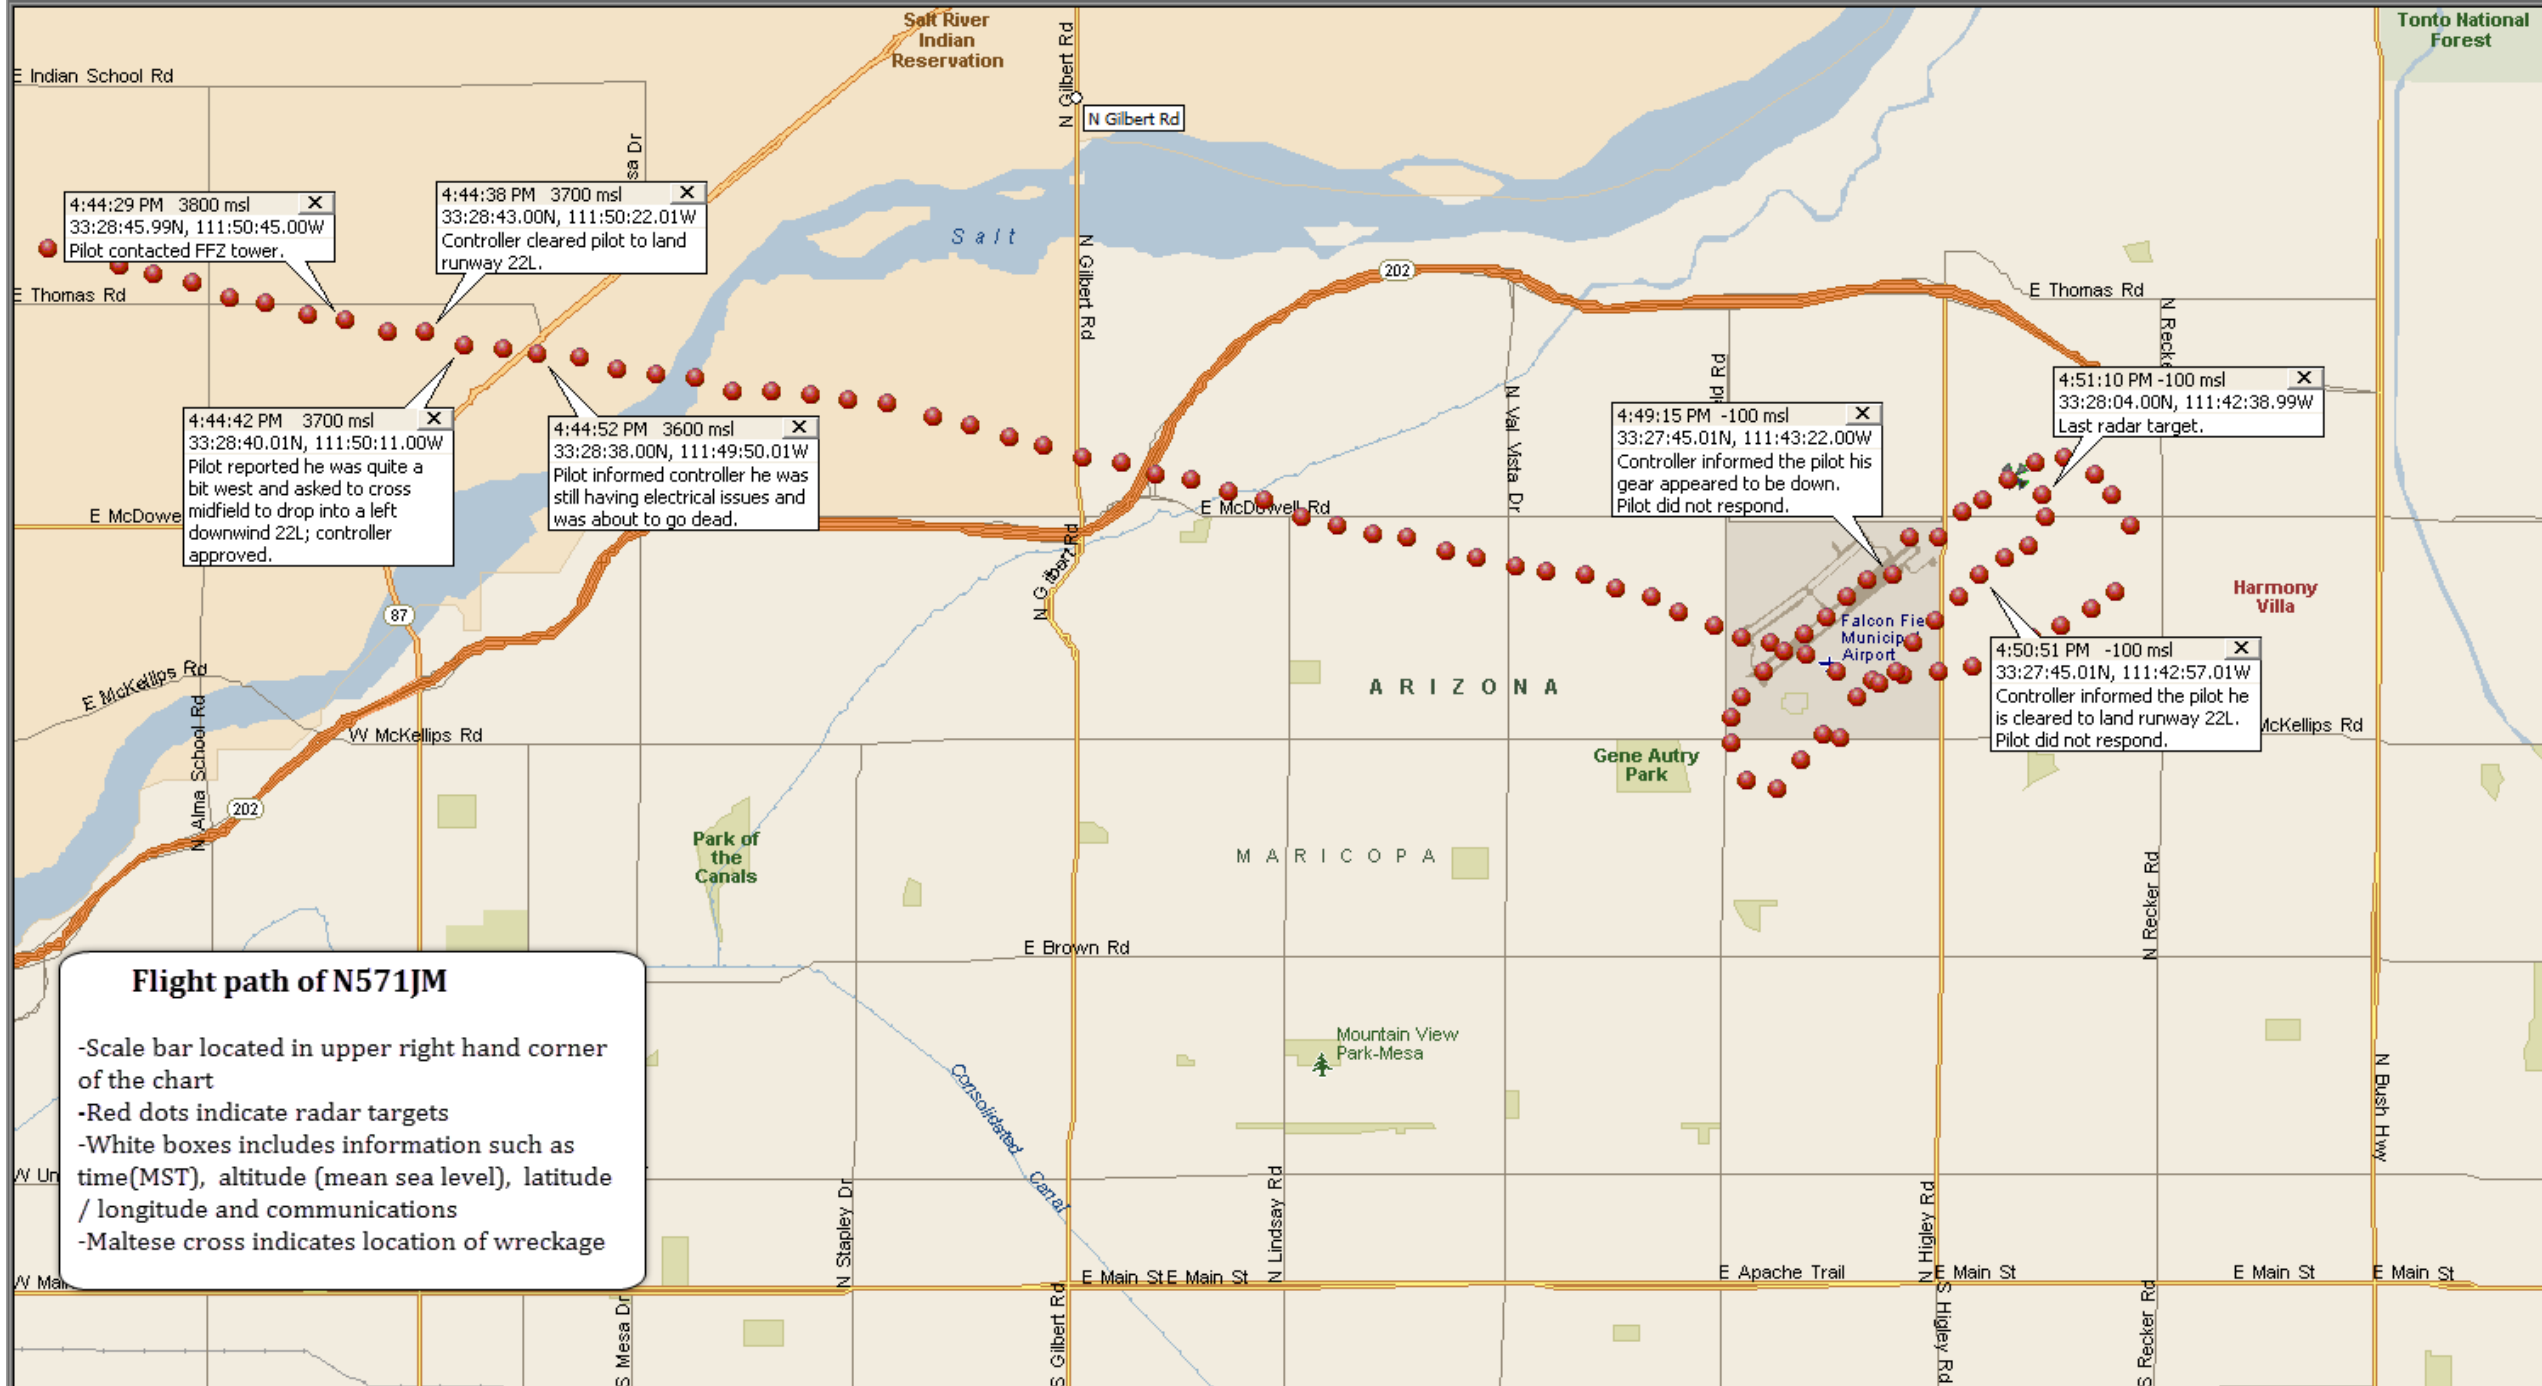 Salt River
Indian
Reservation
Tonto National
Forest
E Indian School Rd
N Gilbert Rd
N Gilbert Rd
N Gilbert Rd
4:44:29 PM 3800 msl
33:28:45.99N, 111:50:45.00W
Pilot contacted FFZ tower.
4:44:38 PM 3700 msl
33:28:43.00N, 111:50:22.01W
Controller cleared pilot to land
runway 22L.
Salt
E Thomas Rd
202
E Thomas Rd
4:44:42 PM 3700 msl
33:28:40.01N, 111:50:11.00W
Pilot reported he was quite a
bit west and asked to cross
midfield to drop into a left
downwind 22L; controller
approved.
4:44:52 PM 3600 msl
33:28:38.00N, 111:49:50.01W
Pilot informed controller he was
still having electrical issues and
was about to go dead.
4:49:15 PM -100 msl
33:27:45.01N, 111:43:22.00W
Controller informed the pilot his
gear appeared to be down.
Pilot did not respond.
4:51:10 PM -100 msl
33:28:04.00N, 111:42:38.99W
Last radar target.
N Val Vista Dr
E McDowe
E McDowell Rd
87
N Gilbert Rd
Falcon Fie
Municip
Airport
Harmony
Villa
4:50:51 PM -100 msl
33:27:45.01N, 111:42:57.01W
Controller informed the pilot he
is cleared to land runway 22L.
Pilot did not respond.
E McKellips Rd
W McKellips Rd
McKellips Rd
ARIZONA
Gene Autry
Park
N Alma School Rd
202
Park of
the
Canals
MARICOPA
E Brown Rd
N Recker Rd
Flight path of N571JM
-Scale bar located in upper right hand corner
of the chart
-Red dots indicate radar targets
-White boxes includes information such as
time(MST), altitude (mean sea level), latitude
/ longitude and communications
-Maltese cross indicates location of wreckage
Mountain View
Park-Mesa
Consolidated Canal
N Bush Hwy
W Un
N Stapley Dr
N Lindsay Rd
N Higley Rd
W Mai
E Main St E Main St
E Apache Trail
E Main St
E Main St
E Main St
S Mesa Dr
S Gilbert Rd
S Higley Rd
S Recker Rd